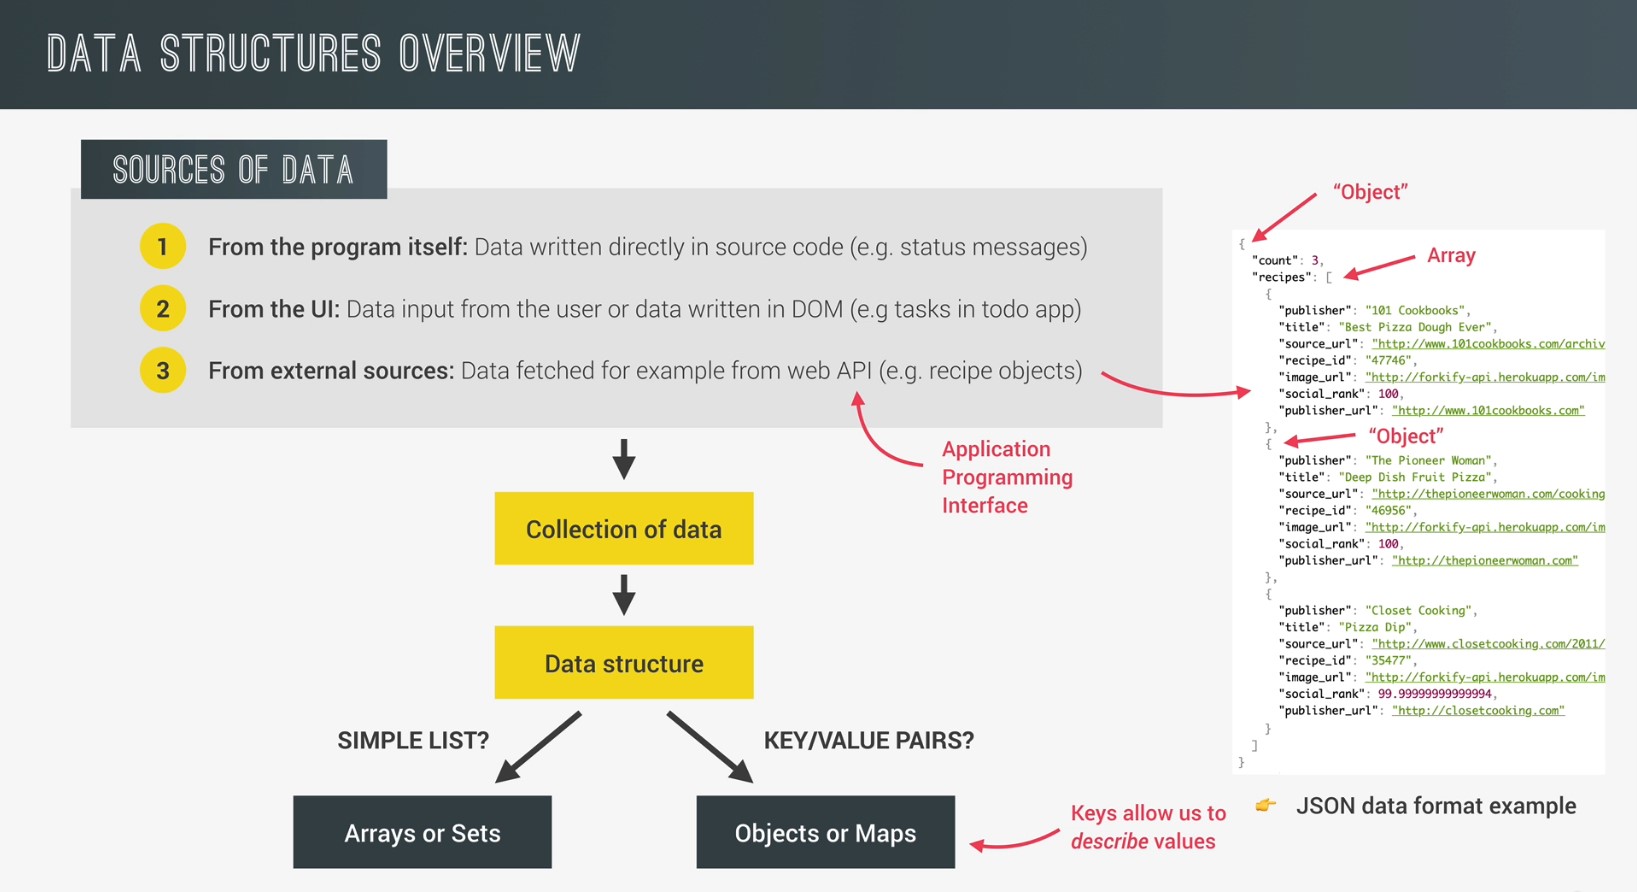 DATA STRUCTURES OVERVIEW
SOURCES OF DATA
1 From the program itself: Data written directly in source code (e.g. status messages)
2 From the UI: Data input from the user or data written in DOM (e.g tasks in todo app)
3 From external sources: Data fetched for example from web API (e.g. recipe objects)
Application
Programming
Interface
Collection of data
Data structure
SIMPLE LIST?
KEY/VALUE PAIRS?
Arrays or Sets
Objects or Maps
Keys allow us to
describe values
“Object”
Array
{
"count": 3,
"recipes": [
{
"publisher": "101 Cookbooks",
"title": "Best Pizza Dough Ever",
"source_url": "http://www.101cookbooks.com/archiv
"recipe_id": "47746",
"image_url": "http://forkify-api.herokuapp.com/im
"social_rank": 100,
"publisher_url": "http://www.101cookbooks.com"
},
{
“Object”
"publisher": "The Pioneer Woman",
"title": "Deep Dish Fruit Pizza",
"source_url": "http://thepioneerwoman.com/cooking
"recipe_id": "46956",
"image_url": "http://forkify-api.herokuapp.com/im
"social_rank": 100,
"publisher_url": "http://thepioneerwoman.com"
},
{
"publisher": "Closet Cooking",
"title": "Pizza Dip",
"source_url": "http://www.closetcooking.com/2011/
"recipe_id": "35477",
"image_url": "http://forkify-api.herokuapp.com/im
"social_rank": 99.99999999999994,
"publisher_url": "http://closetcooking.com"
}
]
}
👉 JSON data format example